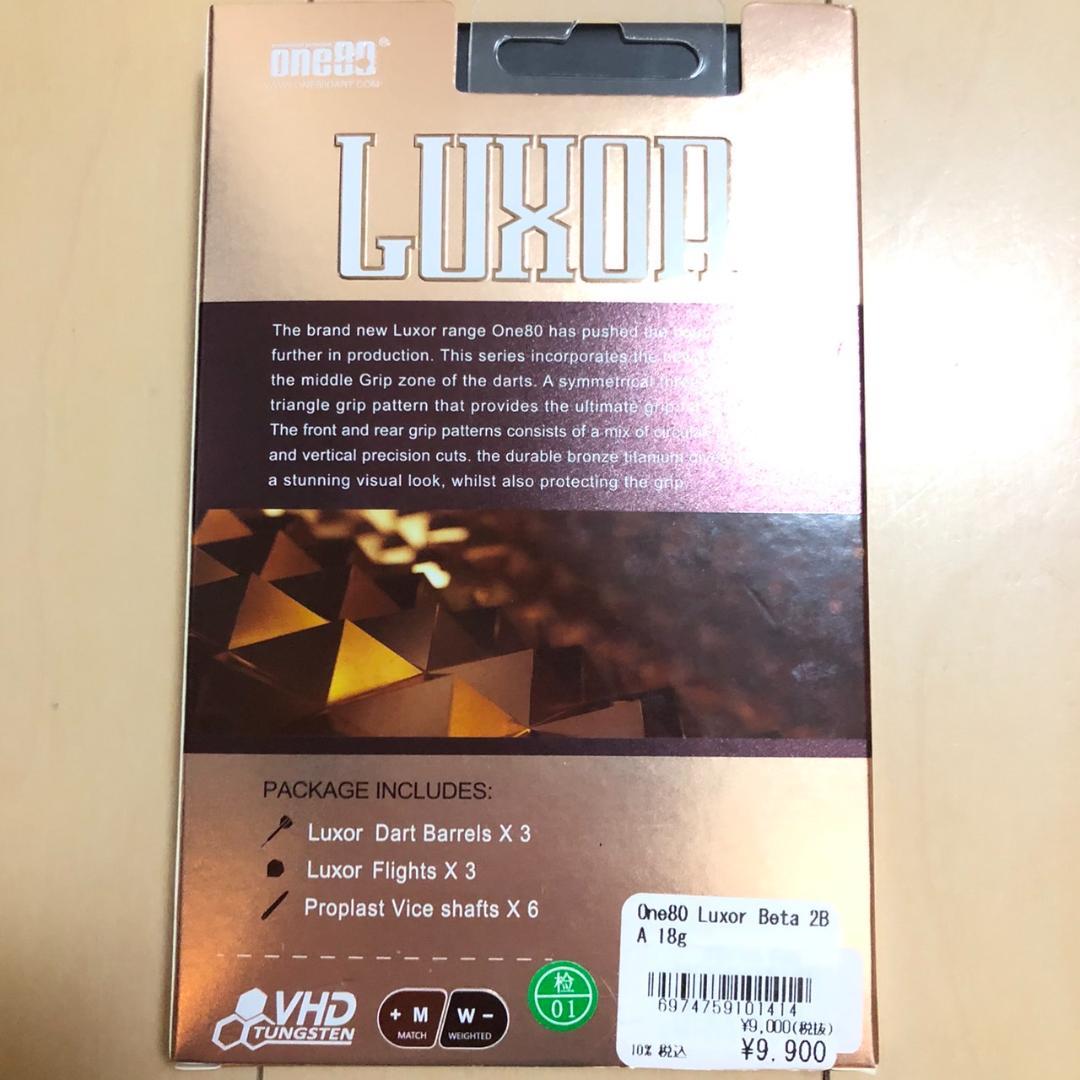 one80®
WWW.ONE80DART.COM
LUXOR
The brand new Luxor range One80 has pushed the
further in production. This series incorporates the
the middle Grip zone of the darts. A symmetrical three
triangle grip pattern that provides the ultimate grip
The front and rear grip patterns consists of a mix of circular
and vertical precision cuts. the durable bronze titanium
a stunning visual look, whilst also protecting the grip
PACKAGE INCLUDES:
Luxor Dart Barrels X 3
Luxor Flights X 3
Proplast Vice shafts X 6
VHD
TUNGSTEN
+ M
MATCH
W -
WEIGHTED
検
01
One80 Luxor Beta 2B
A 18g
6974759101414
¥9,000(税抜)
10% 税込
¥9.900